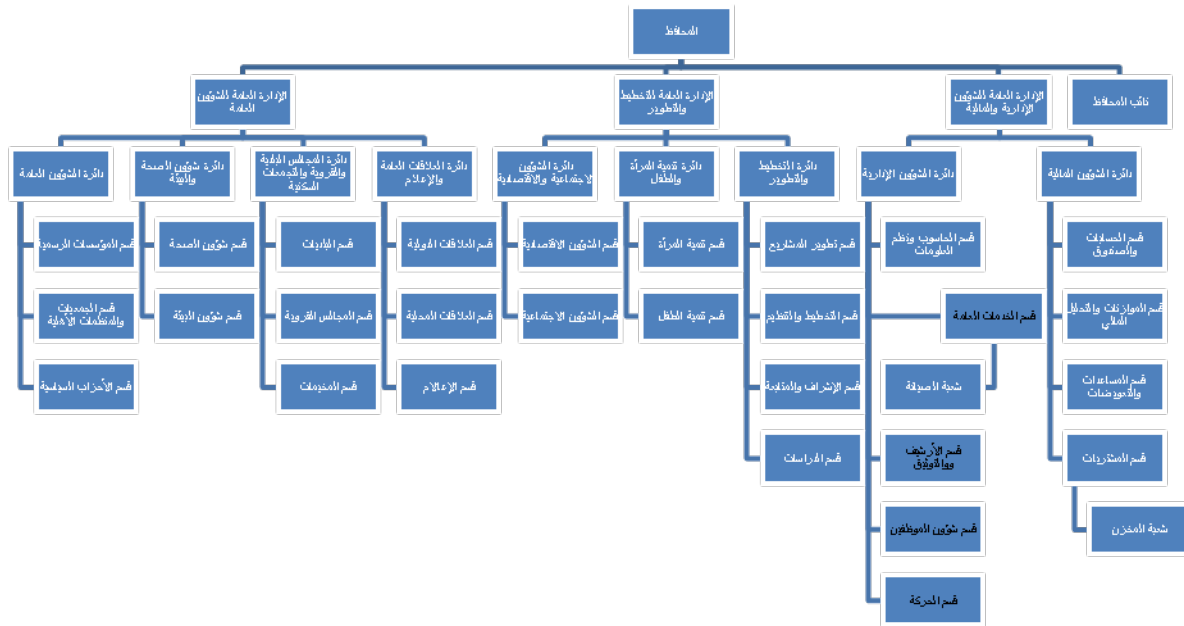 المحافظ
نائب المحافظ
الإدارة العامة للشؤون
الإدارية والمالية
الإدارة العامة للتخطيط
والتطوير
الإدارة العامة للشؤون
العامة
دائرة الشؤون المالية
دائرة الشؤون الإدارية
دائرة التخطيط
والتطوير
دائرة تنمية المرأة
والطفل
دائرة الشؤون
الاجتماعية والاقتصادية
دائرة العلاقات العامة
والإعلام
دائرة المجالس البلدية
والقروية والتجمعات
السكنية
دائرة شؤون الصحة
والبيئة
دائرة الشؤون العامة
قسم الحسابات
والصندوق
قسم الحاسوب ونظم
المعلومات
قسم تطوير المشاريع
قسم تنمية المرأة
قسم الشؤون الاقتصادية
قسم العلاقات الدولية
قسم البلديات
قسم شؤون الصحة
قسم المؤسسات الرسمية
قسم الموازنات والتحليل
المالي
قسم الخدمات العامة
قسم التخطيط والتنظيم
قسم تنمية الطفل
قسم الشؤون الاجتماعية
قسم العلاقات المحلية
قسم المجالس القروية
قسم شؤون البيئة
قسم الجمعيات
والمنظمات الأهلية
قسم المساعدات
والتعويضات
شعبة الصيانة
قسم الإشراف والمتابعة
قسم الإعلام
قسم المخيمات
قسم الأحزاب السياسية
قسم المشتريات
قسم الأرشيف
والتوثيق
قسم الدراسات
شعبة المخزن
قسم شؤون الموظفين
قسم الحركة